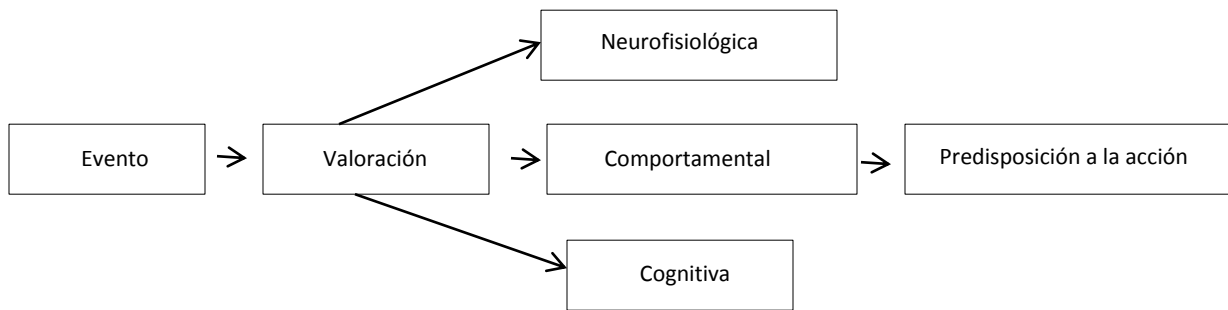 Neurofisiológica
Evento
Valoración
Comportamental
Predisposición a la acción
Cognitiva